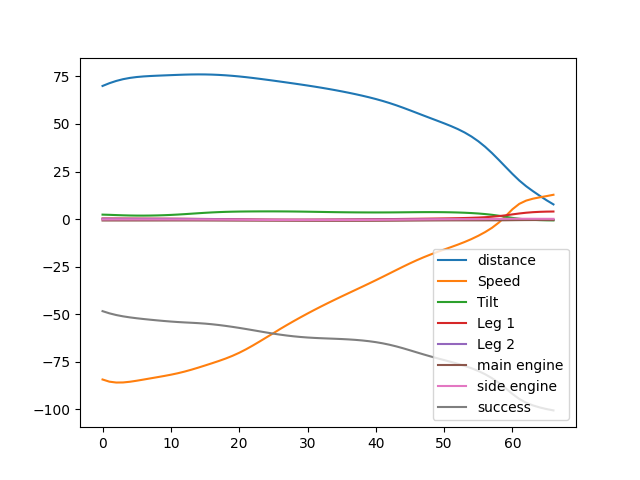 75
50
25
0
−25
−50
−75
−100
0
10
20
30
40
50
60
distance
Speed
Tilt
Leg 1
Leg 2
main engine
side engine
success